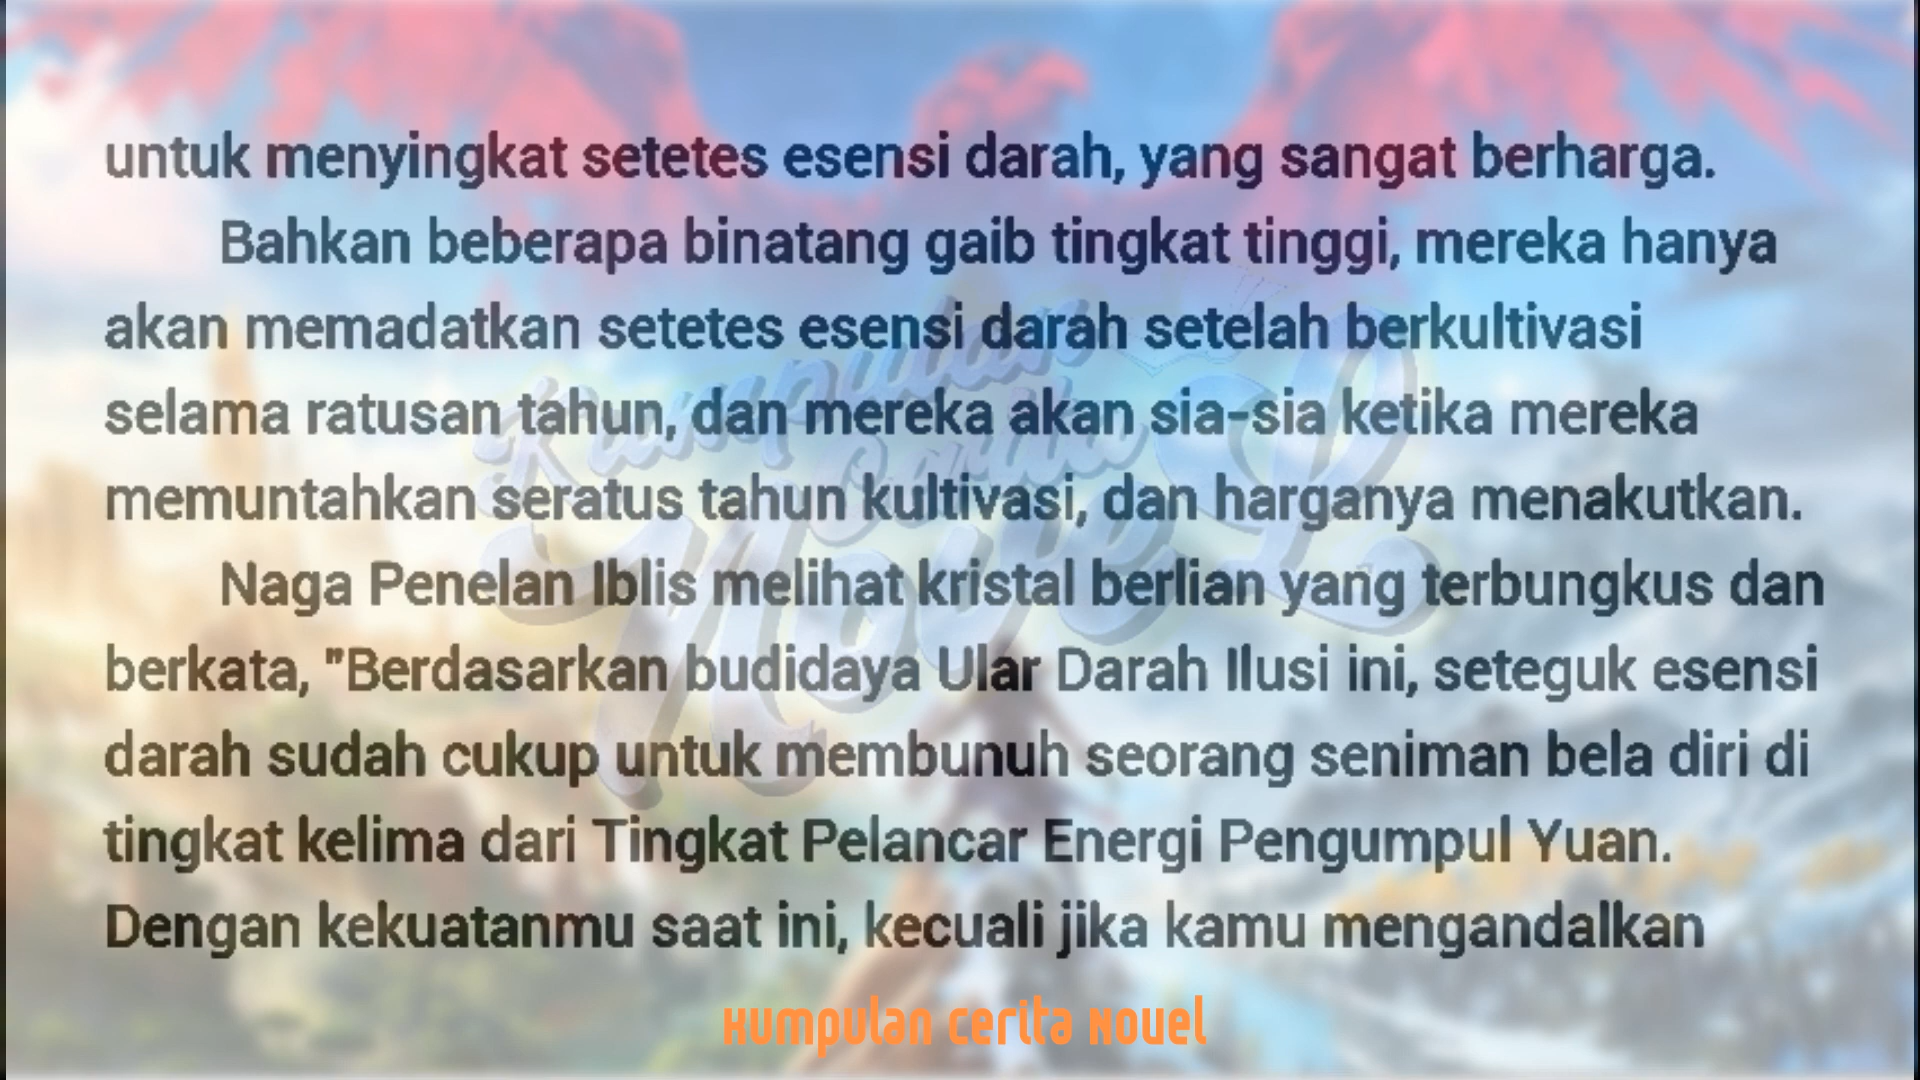 untuk menyingkat setetes esensi darah, yang sangat berharga.
Bahkan beberapa binatang gaib tingkat tinggi, mereka hanya
akan memadatkan setetes esensi darah setelah berkultivasi
selama ratusan tahun, dan mereka akan sia-sia ketika mereka
memuntahkan seratus tahun kultivasi, dan harganya menakutkan.
Naga Penelan Iblis melihat kristal berlian yang terbungkus dan
berkata, "Berdasarkan budidaya Ular Darah Ilusi ini, seteguk esensi
darah sudah cukup untuk membunuh seorang seniman bela diri di
tingkat kelima dari Tingkat Pelancar Energi Pengumpul Yuan.
Dengan kekuatanmu saat ini, kecuali jika kamu mengandalkan
Kumpulan Cerita Novel
Kumpulan
Cerita
Novel